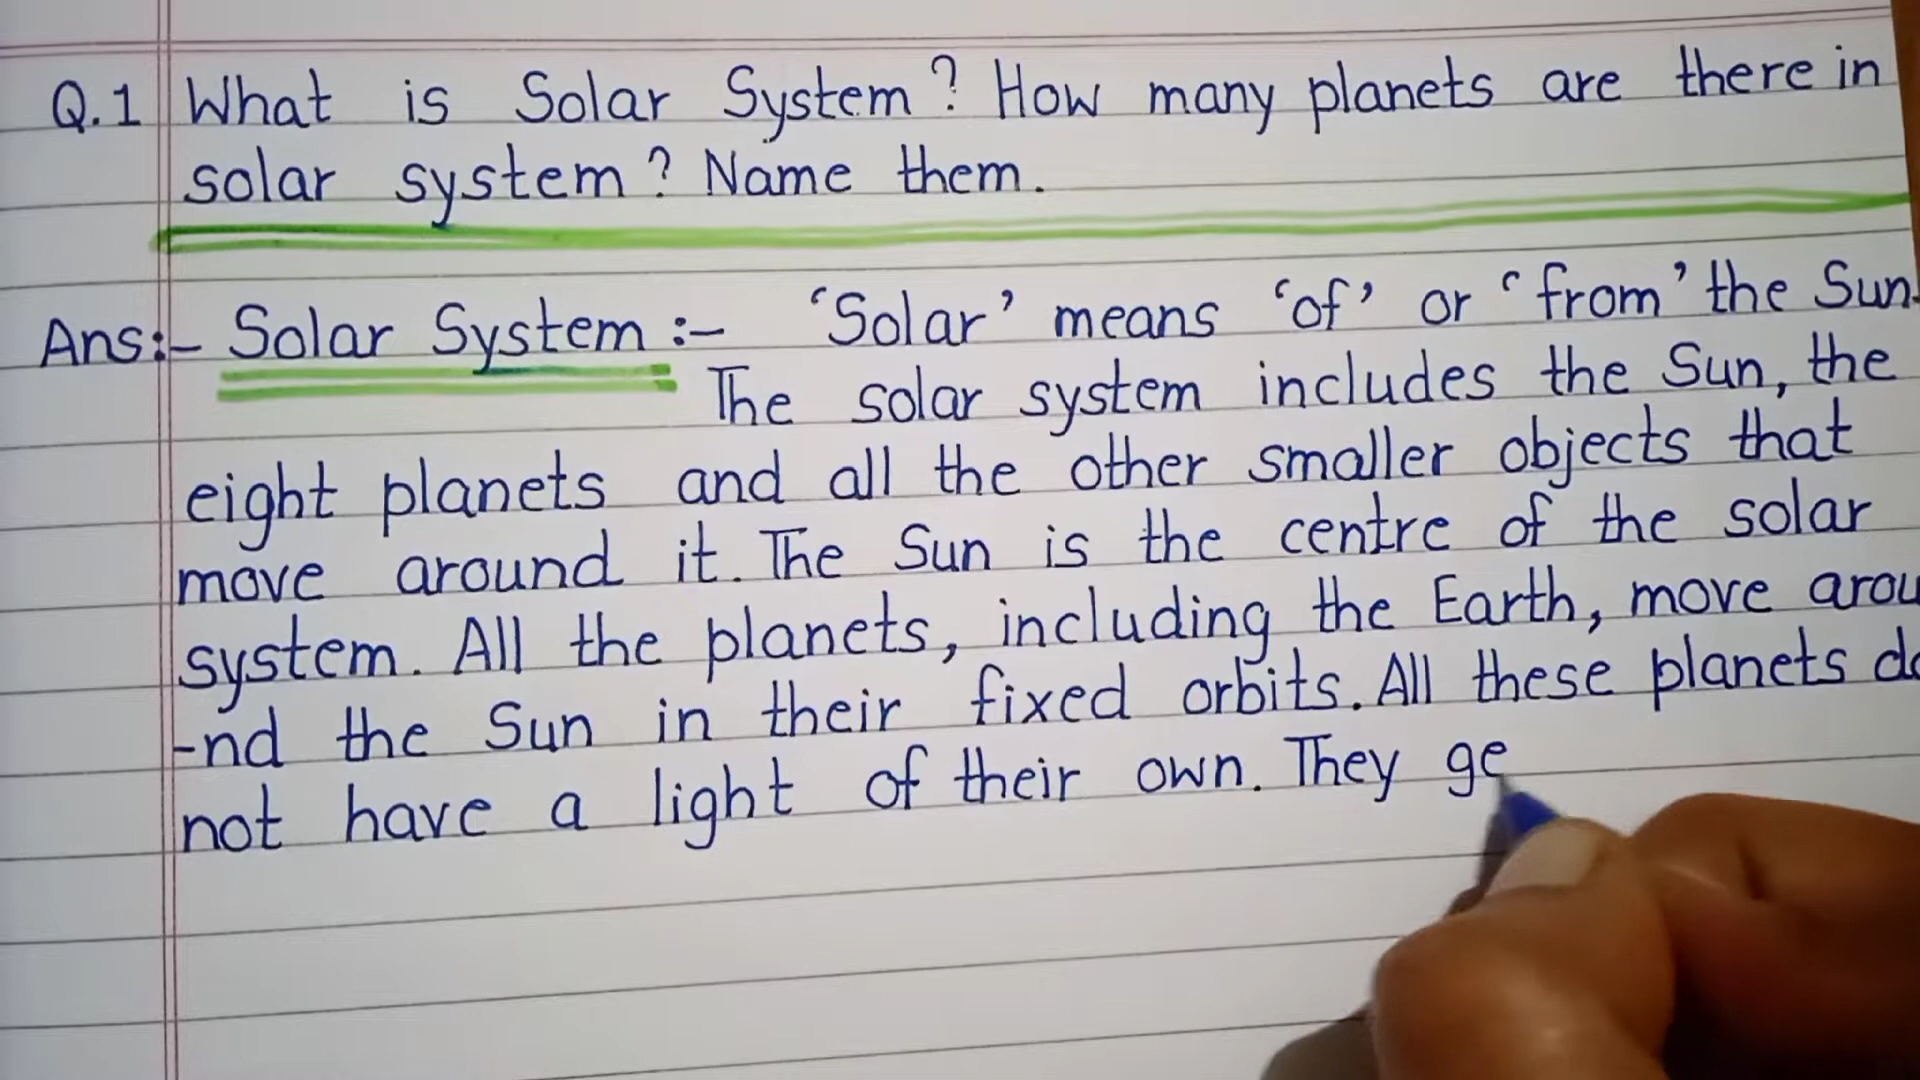 Q.1 What is Solar System? How many planets are there in
solar system? Name them.
Ans:- Solar System :- 'Solar' means 'of' or 'from' the Sun.
The solar system includes the Sun, the
eight planets and all the other smaller objects that
move around it. The Sun is the centre of the solar
system. All the planets, including the Earth, move arou
-nd the Sun in their fixed orbits. All these planets do
not have a light of their own. They ge